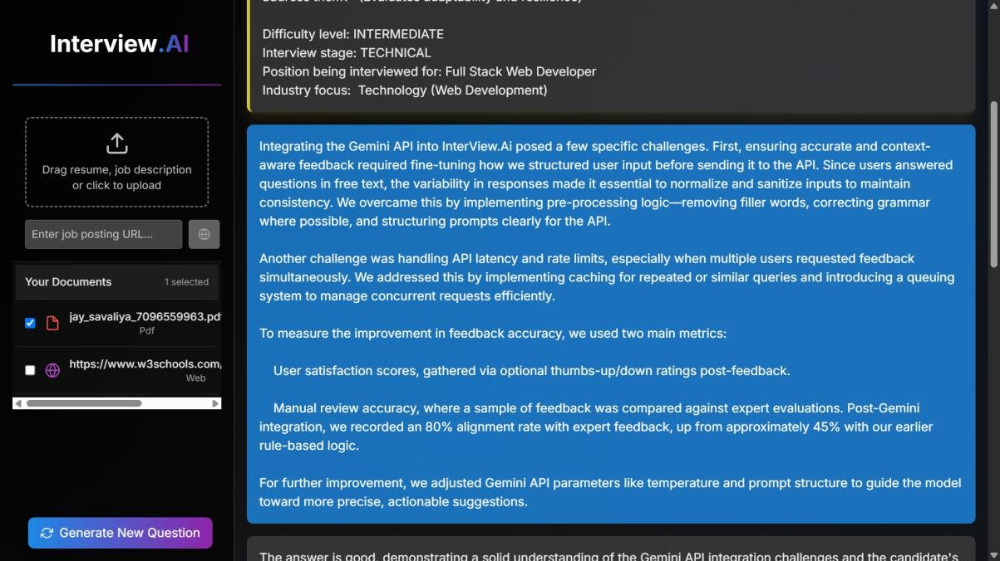 Interview.AI
Drag resume, job description
or click to upload
Enter job posting URL...
Your Documents
1 selected
jay_savaliya_7096559963.pd
Pdf
https://www.w3schools.com/
Web
Generate New Question
Difficulty level: INTERMEDIATE
Interview stage: TECHNICAL
Position being interviewed for: Full Stack Web Developer
Industry focus:  Technology (Web Development)
Integrating the Gemini API into InterView.Ai posed a few specific challenges. First, ensuring accurate and context-
aware feedback required fine-tuning how we structured user input before sending it to the API. Since users answered
questions in free text, the variability in responses made it essential to normalize and sanitize inputs to maintain
consistency. We overcame this by implementing pre-processing logic—removing filler words, correcting grammar
where possible, and structuring prompts clearly for the API.
Another challenge was handling API latency and rate limits, especially when multiple users requested feedback
simultaneously. We addressed this by implementing caching for repeated or similar queries and introducing a queuing
system to manage concurrent requests efficiently.
To measure the improvement in feedback accuracy, we used two main metrics:
User satisfaction scores, gathered via optional thumbs-up/down ratings post-feedback.
Manual review accuracy, where a sample of feedback was compared against expert evaluations. Post-Gemini
integration, we recorded an 80% alignment rate with expert feedback, up from approximately 45% with our earlier
rule-based logic.
For further improvement, we adjusted Gemini API parameters like temperature and prompt structure to guide the model
toward more precise, actionable suggestions.
The answer is good, demonstrating a solid understanding of the Gemini API integration challenges and the candidate's